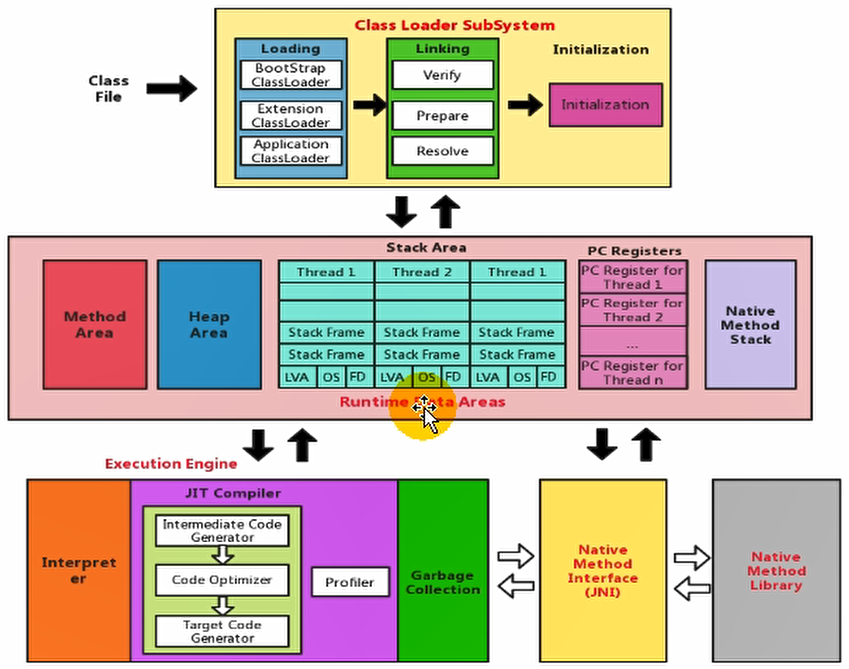 Class Loader SubSystem
Loading
Linking
Initialization
Class
File
BootStrap
ClassLoader
Extension
ClassLoader
Application
ClassLoader
Verify
Prepare
Resolve
Initialization
Stack Area
PC Registers
Method
Area
Heap
Area
Thread 1
Thread 2
Thread 1
Stack Frame
Stack Frame
Stack Frame
Stack Frame
Stack Frame
Stack Frame
LVA
OS
FD
LVA
OS
FD
LVA
OS
FD
PC Register for
Thread 1
PC Register for
Thread 2
...
PC Register for
Thread n
Native
Method
Stack
Runtime Data Areas
Execution Engine
Interpret
er
JIT Compiler
Intermediate Code
Generator
Code Optimizer
Target Code
Generator
Profiler
Garbage
Collection
Native
Method
Interface
(JNI)
Native
Method
Library